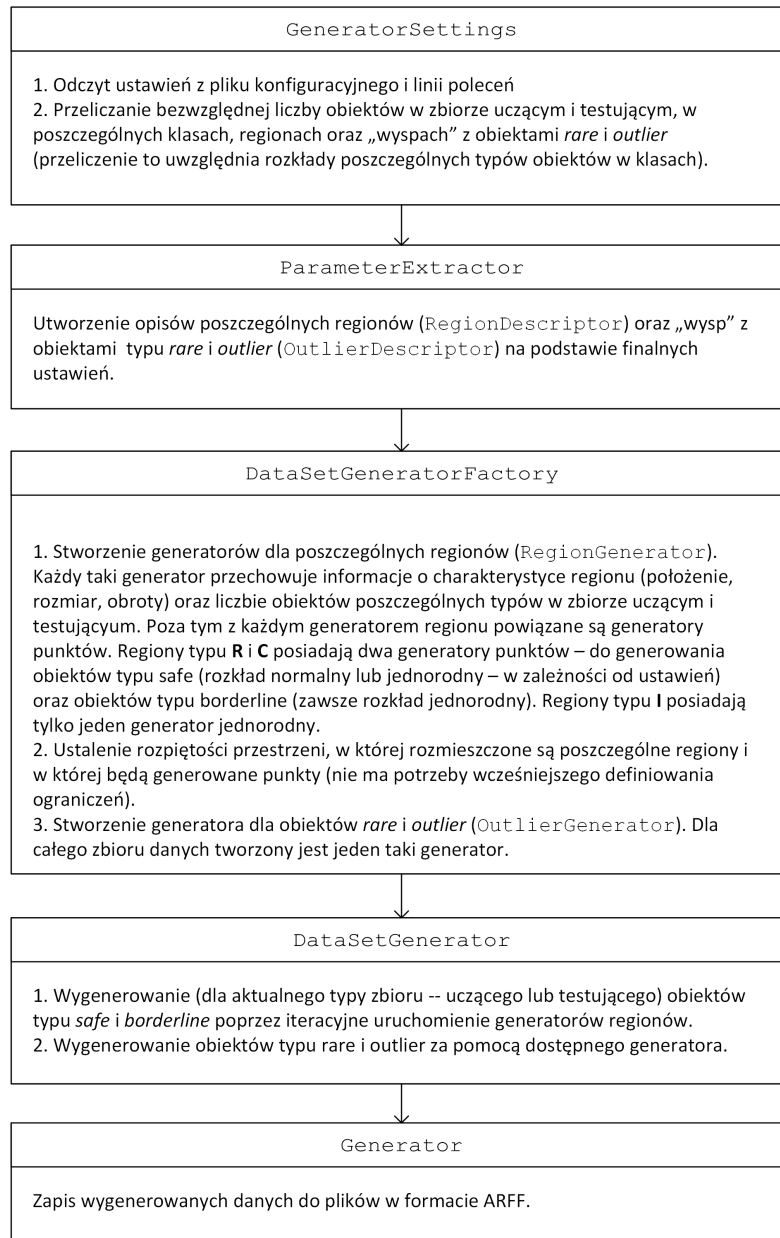 GeneratorSettings
1. Odczyt ustawień z pliku konfiguracyjnego i linii poleceń
2. Przeliczanie bezwzględnej liczby obiektów w zbiorze uczącym i testującym, w
poszczególnych klasach, regionach oraz „wyspach” z obiektami rare i outlier
(przeliczenie to uwzględnia rozkłady poszczególnych typów obiektów w klasach).
ParameterExtractor
Utworzenie opisów poszczególnych regionów (RegionDescriptor) oraz „wysp” z
obiektami typu rare i outlier (OutlierDescriptor) na podstawie finalnych
ustawień.
DataSetGeneratorFactory
1. Stworzenie generatorów dla poszczególnych regionów (RegionGenerator).
Każdy taki generator przechowuje informacje o charakterystyce regionu (położenie,
rozmiar, obroty) oraz liczbie obiektów poszczególnych typów w zbiorze uczącym i
testującyum. Poza tym z każdym generatorem regionu powiązane są generatory
punktów. Regiony typu R i C posiadają dwa generatory punktów – do generowania
obiektów typu safe (rozkład normalny lub jednorodny – w zależności od ustawień)
oraz obiektów typu borderline (zawsze rozkład jednorodny). Regiony typu I posiadają
tylko jeden generator jednorodny.
2. Ustalenie rozpiętości przestrzeni, w której rozmieszczone są poszczególne regiony i
w której będą generowane punkty (nie ma potrzeby wcześniejszego definiowania
ograniczeń).
3. Stworzenie generatora dla obiektów rare i outlier (OutlierGenerator). Dla
całego zbioru danych tworzony jest jeden taki generator.
DataSetGenerator
1. Wygenerowanie (dla aktualnego typy zbioru -- uczącego lub testującego) obiektów
typu safe i borderline poprzez iteracyjne uruchomienie generatorów regionów.
2. Wygenerowanie obiektów typu rare i outlier za pomocą dostępnego generatora.
Generator
Zapis wygenerowanych danych do plików w formacie ARFF.